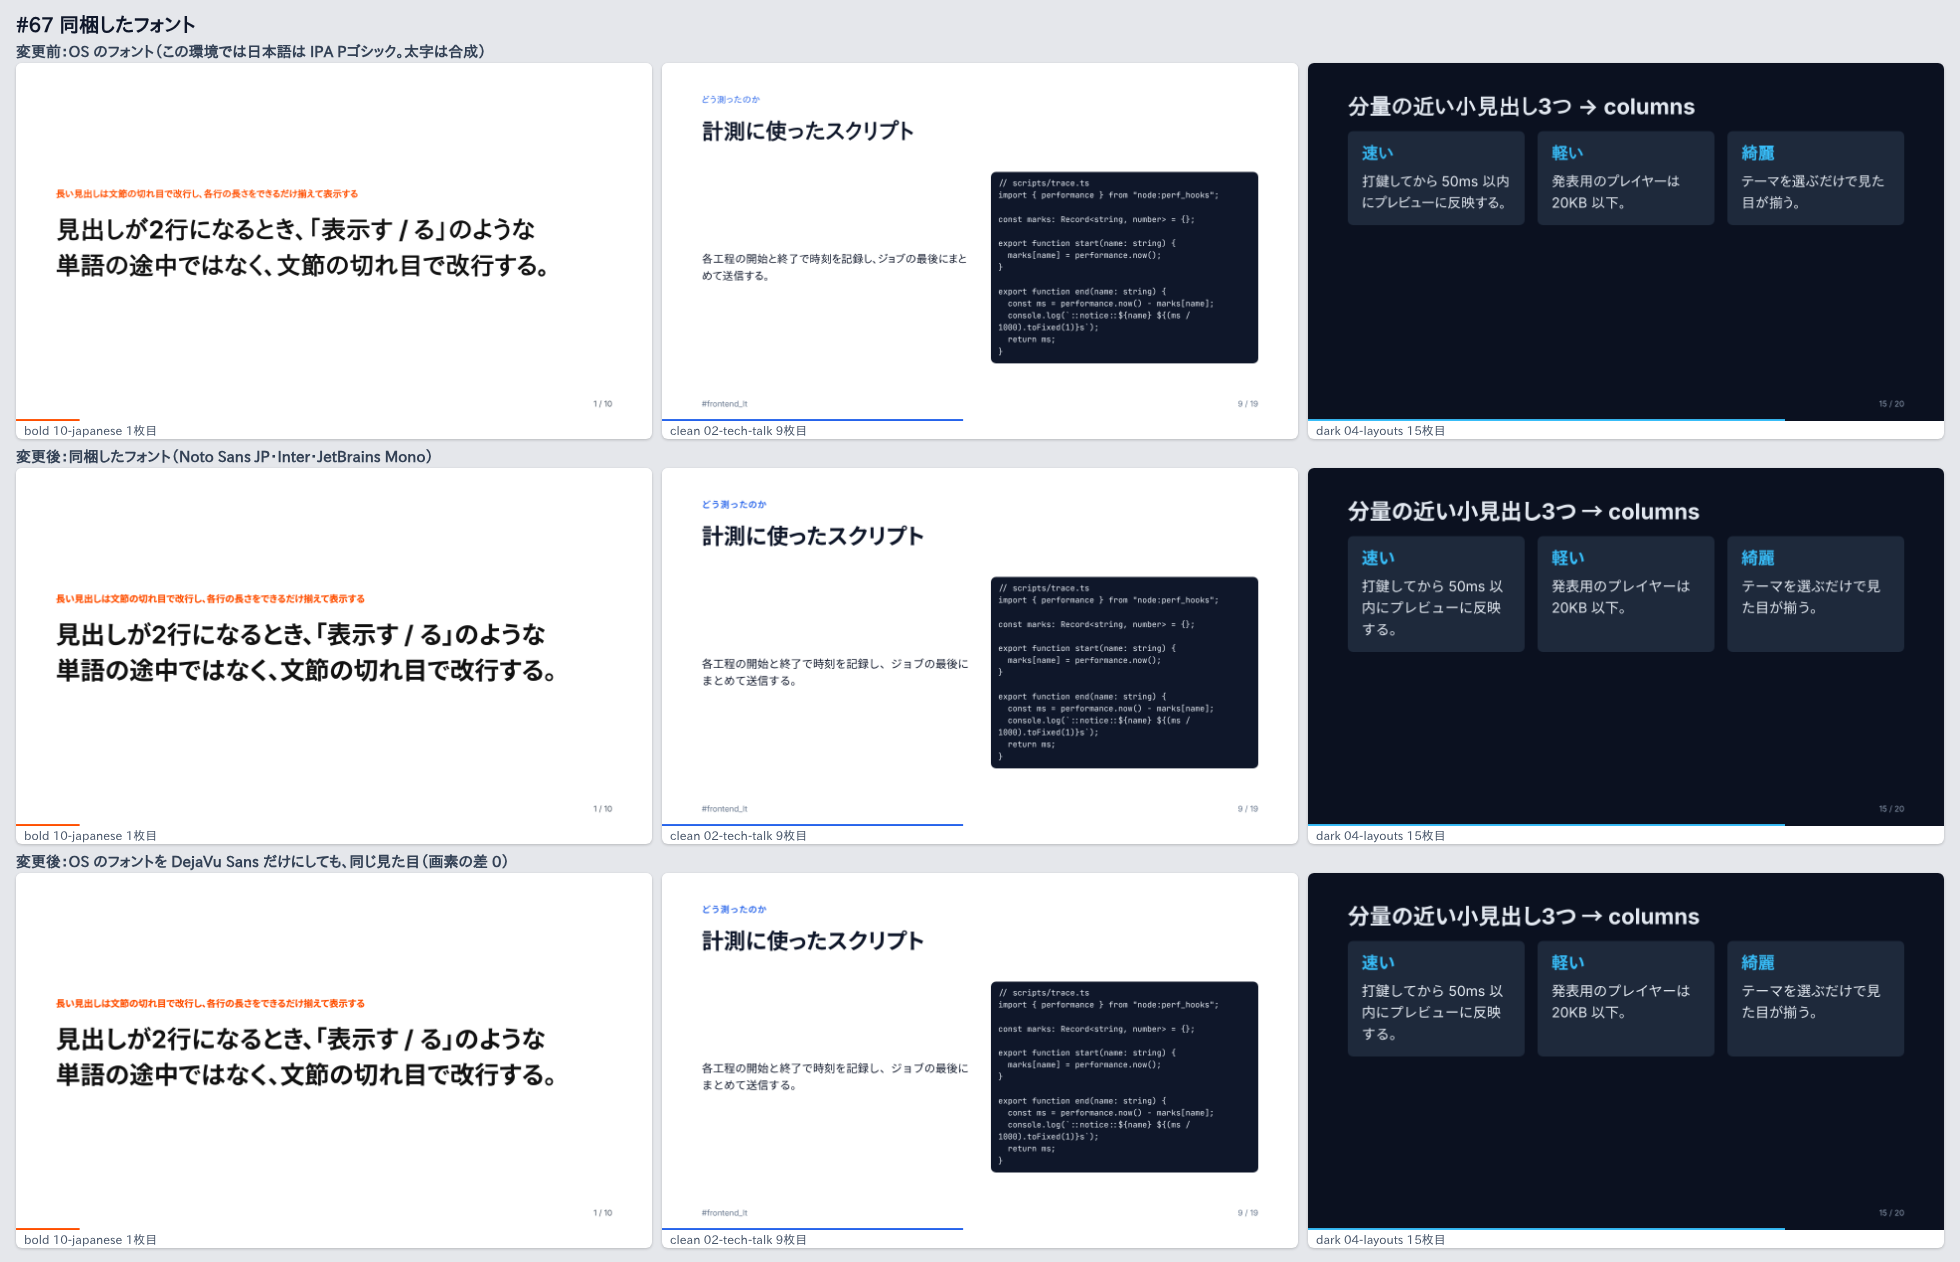 #67 同梱したフォント
変更前：OS のフォント（この環境では日本語は IPA Pゴシック。太字は合成）
長い見出しは文節の切れ目で改行し、各行の長さをできるだけ揃えて表示する
見出しが2行になるとき、「表示す / る」のような
単語の途中ではなく、文節の切れ目で改行する。
1 / 10
bold 10-japanese 1枚目
どう測ったのか
計測に使ったスクリプト
各工程の開始と終了で時刻を記録し、ジョブの最後にまと
めて送信する。
// scripts/trace.ts
import { performance } from "node:perf_hooks";
const marks: Record<string, number> = {};
export function start(name: string) {
  marks[name] = performance.now();
}
export function end(name: string) {
  const ms = performance.now() - marks[name];
  console.log(`::notice::${name} ${(ms /
1000).toFixed(1)}s`);
  return ms;
}
#frontend_lt
9 / 19
clean 02-tech-talk 9枚目
分量の近い小見出し3つ → columns
速い
打鍵してから 50ms 以内
にプレビューに反映する。
軽い
発表用のプレイヤーは
20KB 以下。
綺麗
テーマを選ぶだけで見た
目が揃う。
15 / 20
dark 04-layouts 15枚目
変更後：同梱したフォント（Noto Sans JP・Inter・JetBrains Mono）
長い見出しは文節の切れ目で改行し、各行の長さをできるだけ揃えて表示する
見出しが2行になるとき、「表示す / る」のような
単語の途中ではなく、文節の切れ目で改行する。
1 / 10
bold 10-japanese 1枚目
どう測ったのか
計測に使ったスクリプト
各工程の開始と終了で時刻を記録し、ジョブの最後に
まとめて送信する。
// scripts/trace.ts
import { performance } from "node:perf_hooks";
const marks: Record<string, number> = {};
export function start(name: string) {
  marks[name] = performance.now();
}
export function end(name: string) {
  const ms = performance.now() - marks[name];
  console.log(`::notice::${name} ${(ms /
1000).toFixed(1)}s`);
  return ms;
}
#frontend_lt
9 / 19
clean 02-tech-talk 9枚目
分量の近い小見出し3つ → columns
速い
打鍵してから 50ms 以
内にプレビューに反映
する。
軽い
発表用のプレイヤーは
20KB 以下。
綺麗
テーマを選ぶだけで見
た目が揃う。
15 / 20
dark 04-layouts 15枚目
変更後：OS のフォントを DejaVu Sans だけにしても、同じ見た目（画素の差 0）
長い見出しは文節の切れ目で改行し、各行の長さをできるだけ揃えて表示する
見出しが2行になるとき、「表示す / る」のような
単語の途中ではなく、文節の切れ目で改行する。
1 / 10
bold 10-japanese 1枚目
どう測ったのか
計測に使ったスクリプト
各工程の開始と終了で時刻を記録し、ジョブの最後に
まとめて送信する。
// scripts/trace.ts
import { performance } from "node:perf_hooks";
const marks: Record<string, number> = {};
export function start(name: string) {
  marks[name] = performance.now();
}
export function end(name: string) {
  const ms = performance.now() - marks[name];
  console.log(`::notice::${name} ${(ms /
1000).toFixed(1)}s`);
  return ms;
}
#frontend_lt
9 / 19
clean 02-tech-talk 9枚目
分量の近い小見出し3つ → columns
速い
打鍵してから 50ms 以
内にプレビューに反映
する。
軽い
発表用のプレイヤーは
20KB 以下。
綺麗
テーマを選ぶだけで見
た目が揃う。
15 / 20
dark 04-layouts 15枚目